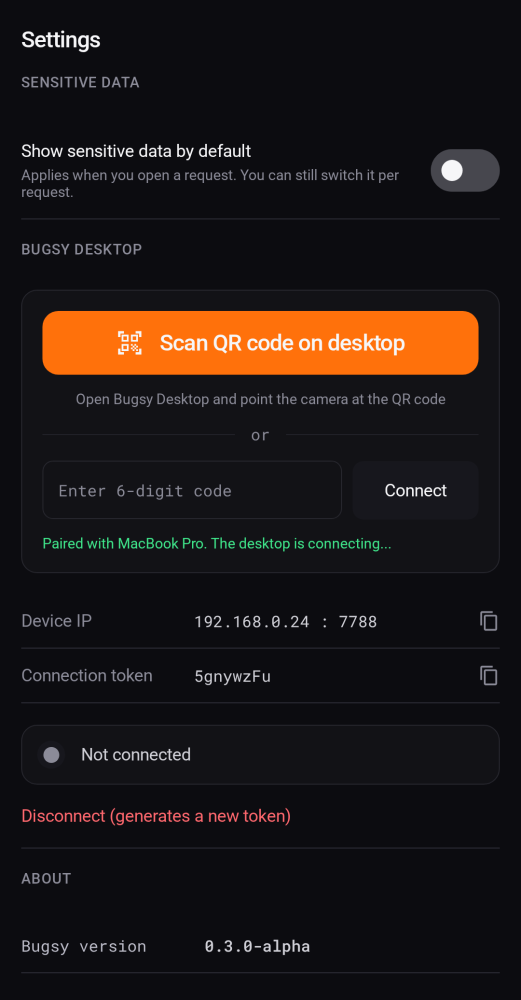 Settings
SENSITIVE DATA
Show sensitive data by default
Applies when you open a request. You can still switch it per
request.
BUGSY DESKTOP
Scan QR code on desktop
Open Bugsy Desktop and point the camera at the QR code
or
Enter 6-digit code
Connect
Paired with MacBook Pro. The desktop is connecting...
Device IP
192.168.0.24 : 7788
Connection token
5gnywzFu
Not connected
Disconnect (generates a new token)
ABOUT
Bugsy version
0.3.0-alpha